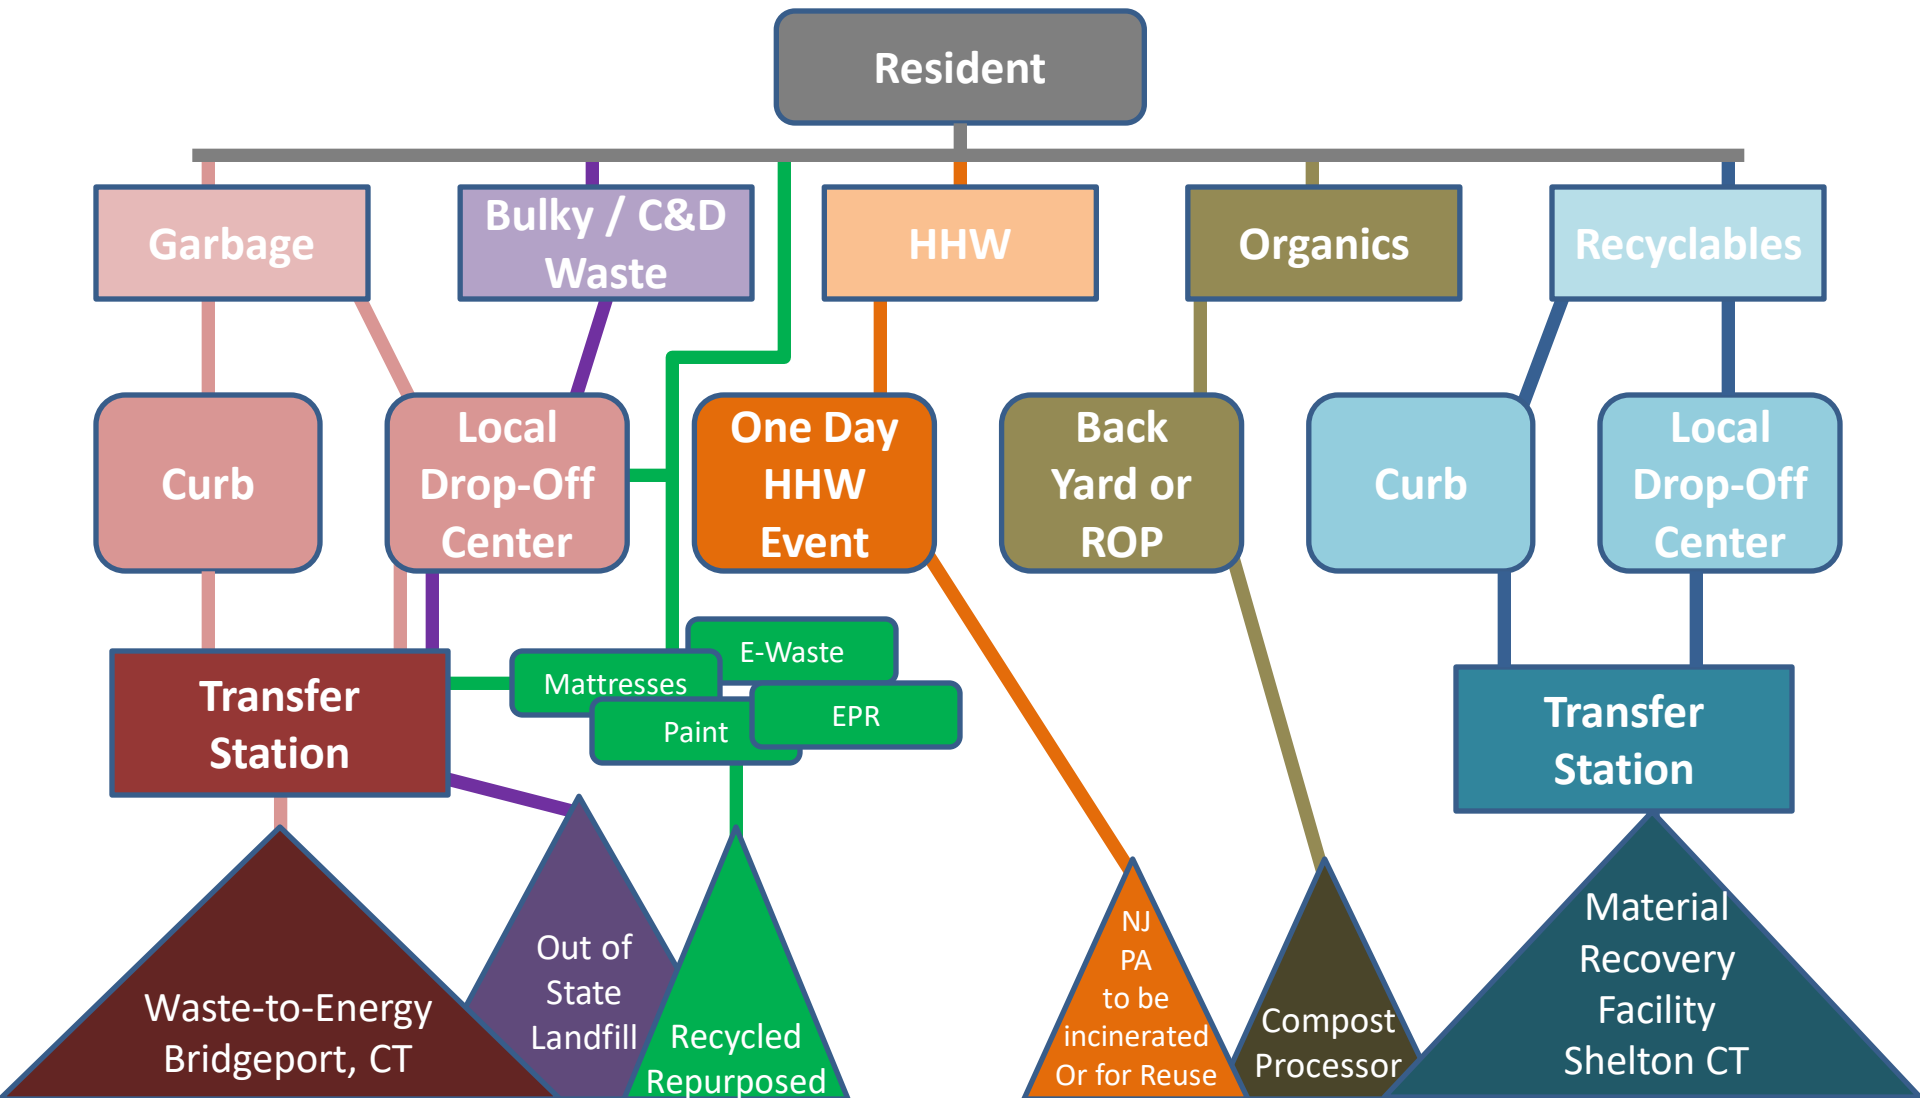 Resident
Garbage
Bulky / C&D
Waste
HHW
Organics
Recyclables
Curb
Local
Drop-Off
Center
One Day
HHW
Event
Back
Yard or
ROP
Curb
Local
Drop-Off
Center
E-Waste
Mattresses
EPR
Paint
Transfer
Station
Transfer
Station
Waste-to-Energy
Bridgeport, CT
Out of
State
Landfill
Recycled
Repurposed
NJ
PA
to be
incinerated
Or for Reuse
Compost
Processor
Material
Recovery
Facility
Shelton CT